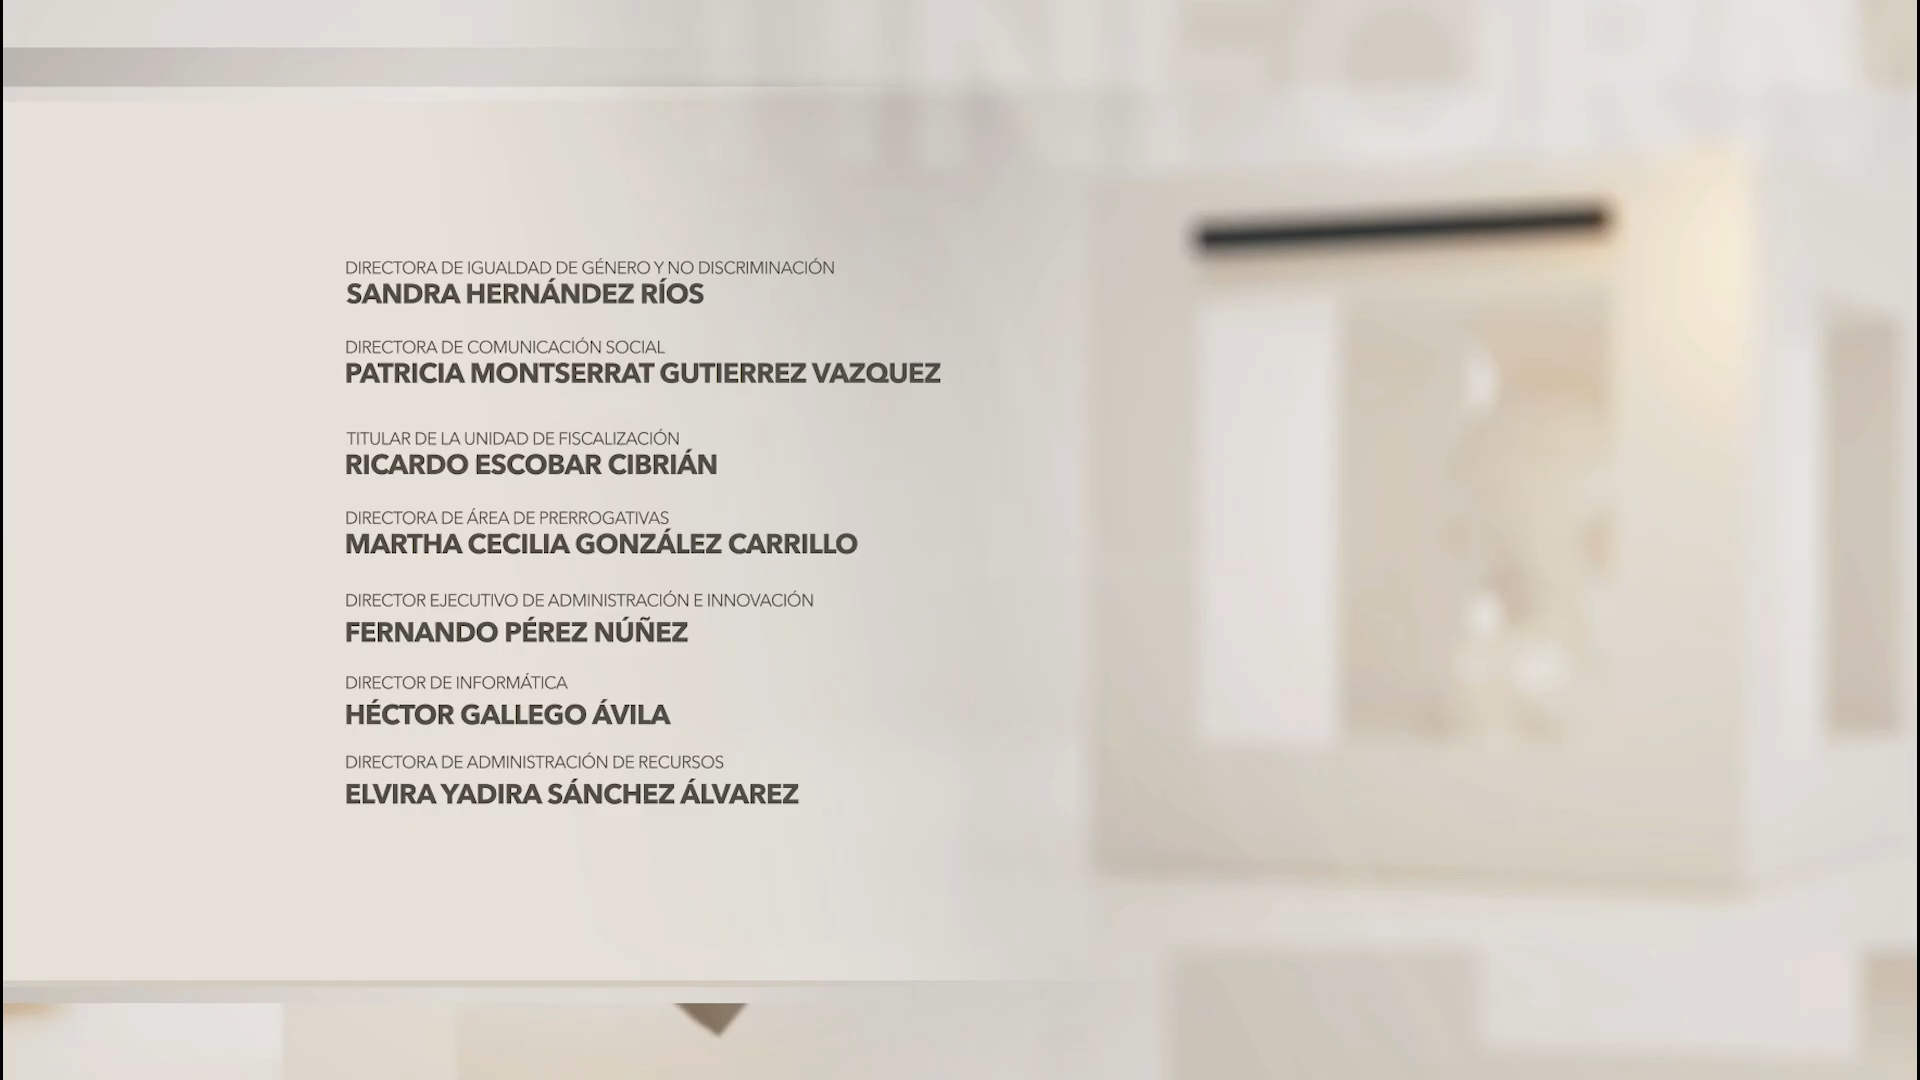 INFOR
DIRECTORA DE IGUALDAD DE GÉNERO Y NO DISCRIMINACIÓN
SANDRA HERNÁNDEZ RÍOS
DIRECTORA DE COMUNICACIÓN SOCIAL
PATRICIA MONTSERRAT GUTIERREZ VAZQUEZ
TITULAR DE LA UNIDAD DE FISCALIZACIÓN
RICARDO ESCOBAR CIBRIÁN
DIRECTORA DE ÁREA DE PRERROGATIVAS
MARTHA CECILIA GONZÁLEZ CARRILLO
DIRECTOR EJECUTIVO DE ADMINISTRACIÓN E INNOVACIÓN
FERNANDO PÉREZ NÚÑEZ
DIRECTOR DE INFORMÁTICA
HÉCTOR GALLEGO ÁVILA
DIRECTORA DE ADMINISTRACIÓN DE RECURSOS
ELVIRA YADIRA SÁNCHEZ ÁLVAREZ